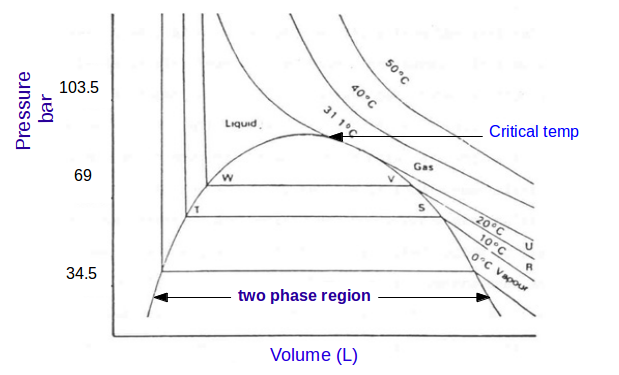 Pressure
bar
103.5
69
34.5
50°C
40°C
31 1°C
Critical temp
Liquid.
Gas
W
V
T
S
20°C
U
10°C
R
0°C Vapour
two phase region
Volume (L)